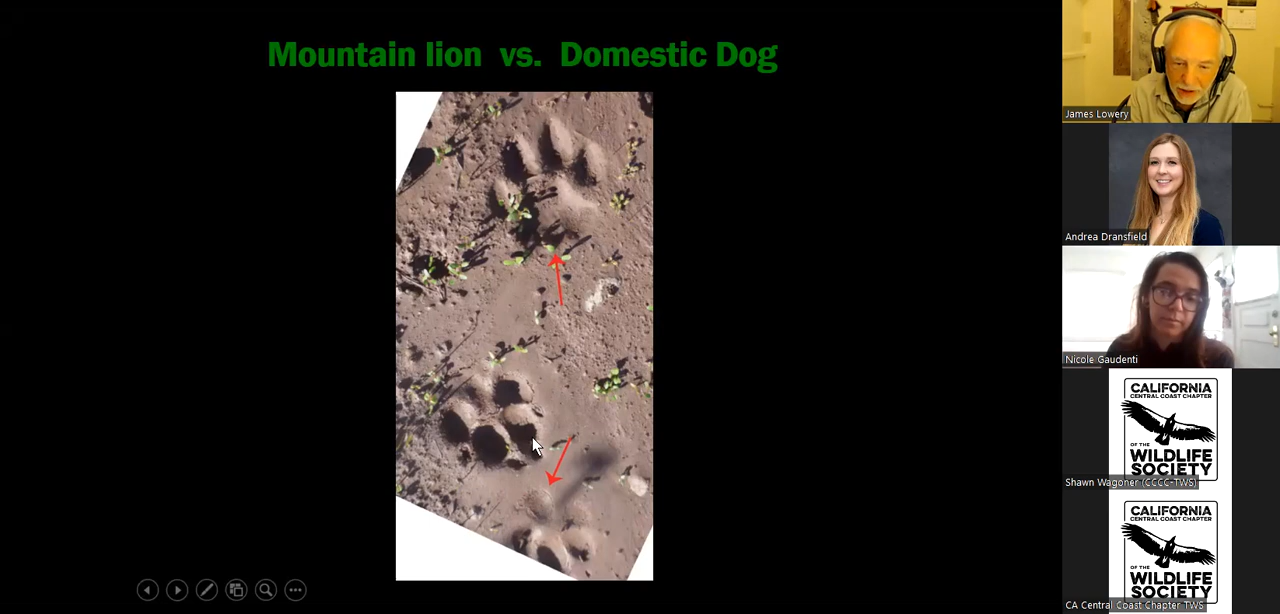 Mountain lion vs. Domestic Dog
James Lowery
Andrea Dransfield
Nicole Gaudenti
CALIFORNIA
CENTRAL COAST CHAPTER
OF THE
WILDLIFE
SOCIETY
Shawn Wagoner (CCCC-TWS)
CALIFORNIA
CENTRAL COAST CHAPTER
OF THE
WILDLIFE
SOCIETY
CA Central Coast Chapter TWS